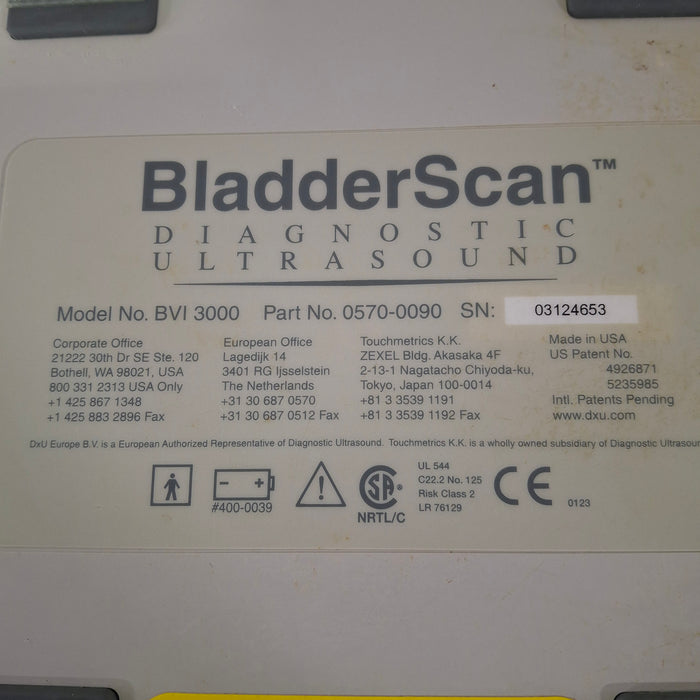 BladderScan™
DIAGNOSTIC
ULTRASOUND
Model No. BVI 3000 Part No. 0570-0090 SN: 03124653
Corporate Office
21222 30th Dr SE Ste. 120
Bothell, WA 98021, USA
800 331 2313 USA Only
+1 425 867 1348
+1 425 883 2896 Fax
European Office
Lagedijk 14
3401 RG Ijsselstein
The Netherlands
+31 30 687 0570
+31 30 687 0512 Fax
Touchmetrics K.K.
ZEXEL Bldg. Akasaka 4F
2-13-1 Nagatacho Chiyoda-ku,
Tokyo, Japan 100-0014
+81 3 3539 1191
+81 3 3539 1192 Fax
Made in USA
US Patent No.
4926871
5235985
Intl. Patents Pending
www.dxu.com
DxU Europe B.V. is a European Authorized Representative of Diagnostic Ultrasound. Touchmetrics K.K. is a wholly owned subsidiary of Diagnostic Ultrasour
- +
#400-0039
!
SA ®
NRTL/C
UL 544
C22.2 No. 125
Risk Class 2
LR 76129
CE 0123